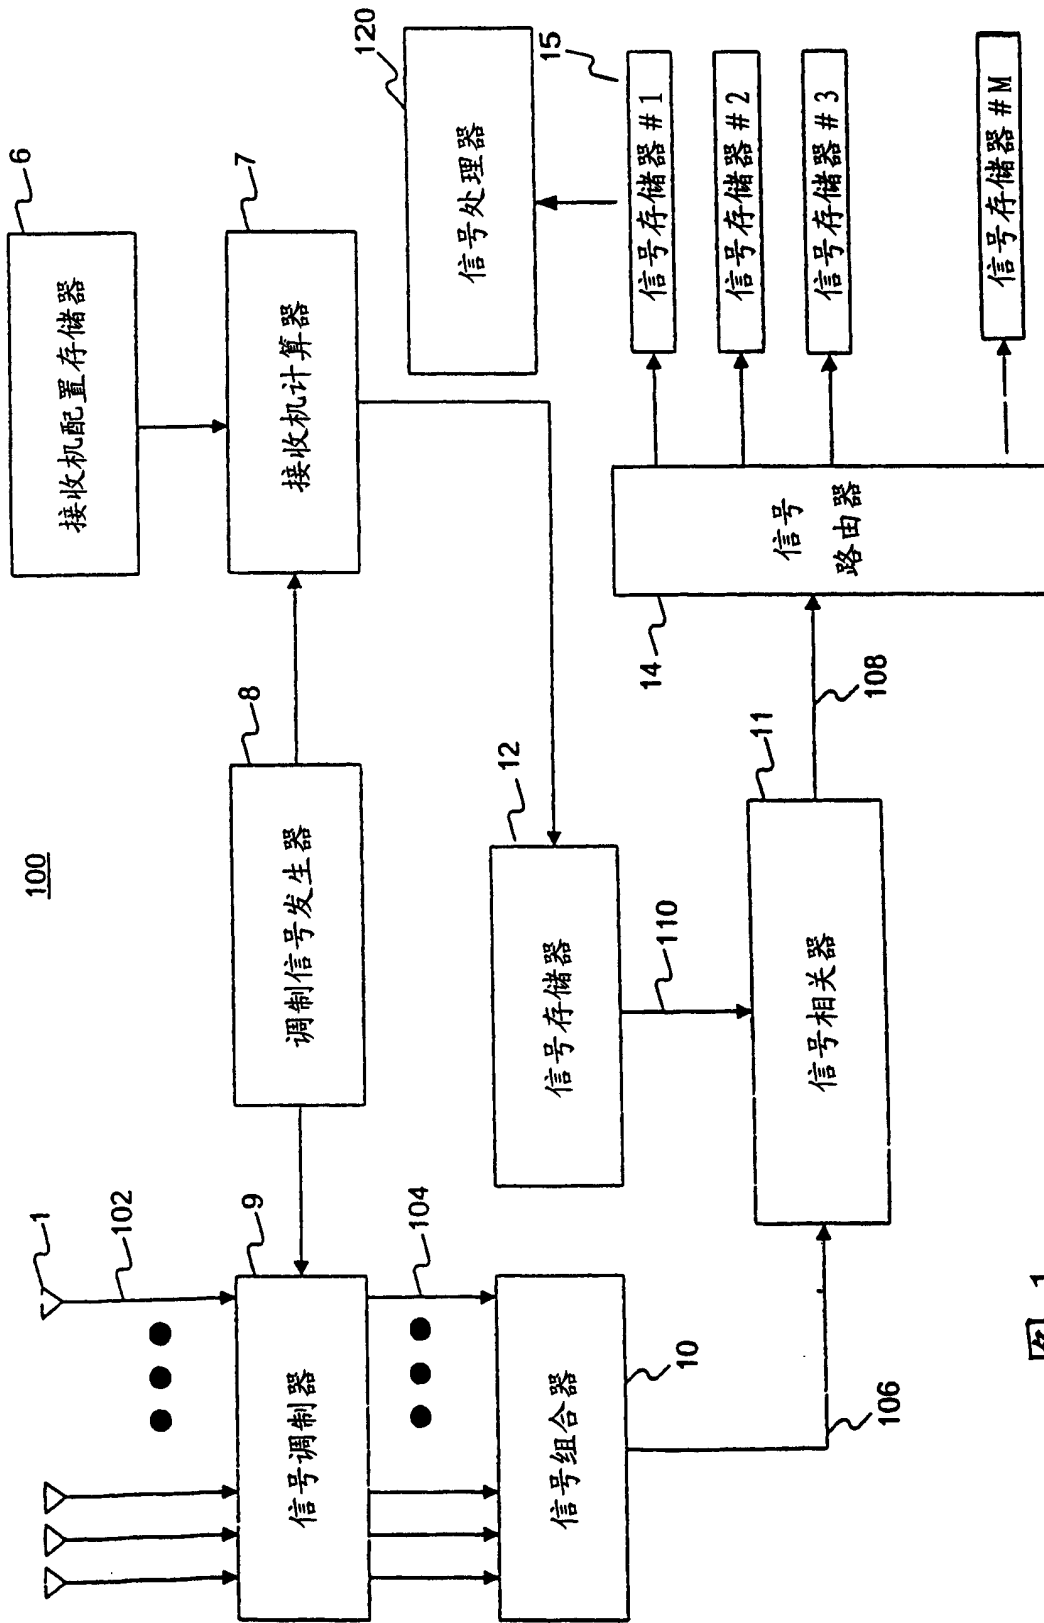 100
1
102
9
信号调制器
104
信号组合器
10
106
8
调制信号发生器
12
信号存储器
110
11
信号相关器
108
6
接收机配置存储器
7
接收机计算器
14
信号
路由器
120
信号处理器
15
信号存储器#1
信号存储器#2
信号存储器#3
信号存储器#M
图 1